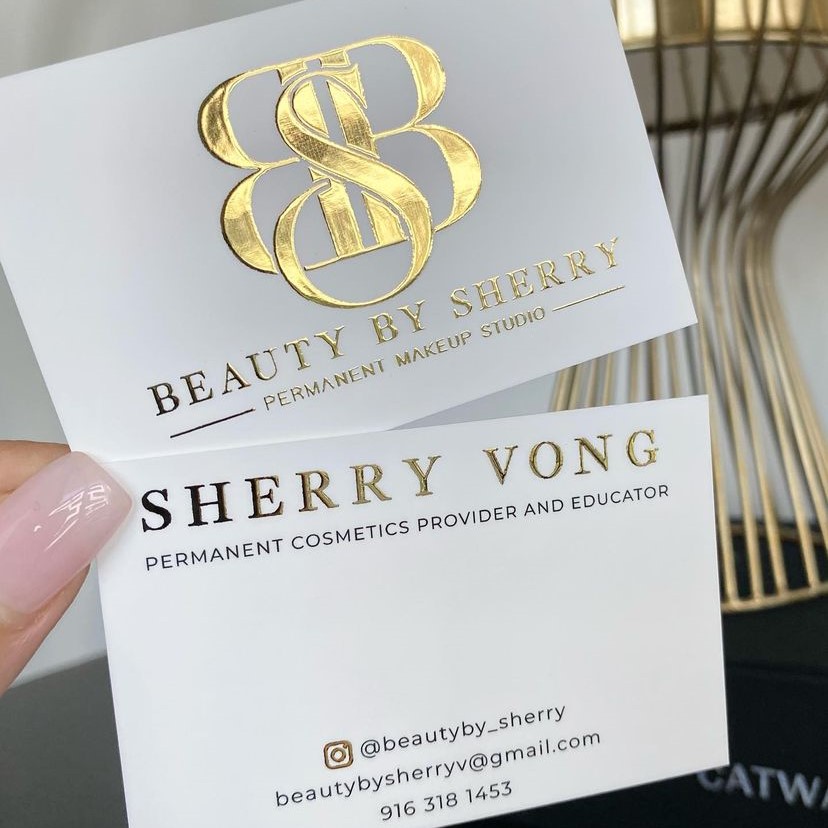 BEAUTY BY SHERRY
PERMANENT MAKEUP STUDIO
SHERRY VONG
PERMANENT COSMETICS PROVIDER AND EDUCATOR
@beautyby_sherry
beautybysherryv@gmail.com
916 318 1453